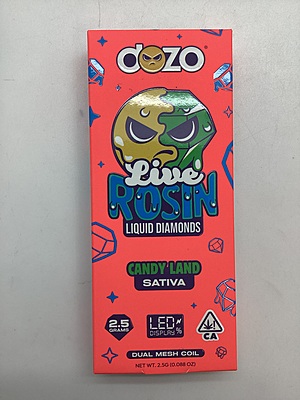 dozo
Live
ROSIN
LIQUID DIAMONDS
CANDY LAND
SATIVA
2.5
GRAMS
LED
DISPLAY
%
CA
DUAL MESH COIL
NET WT. 2.5G (0.088 OZ)